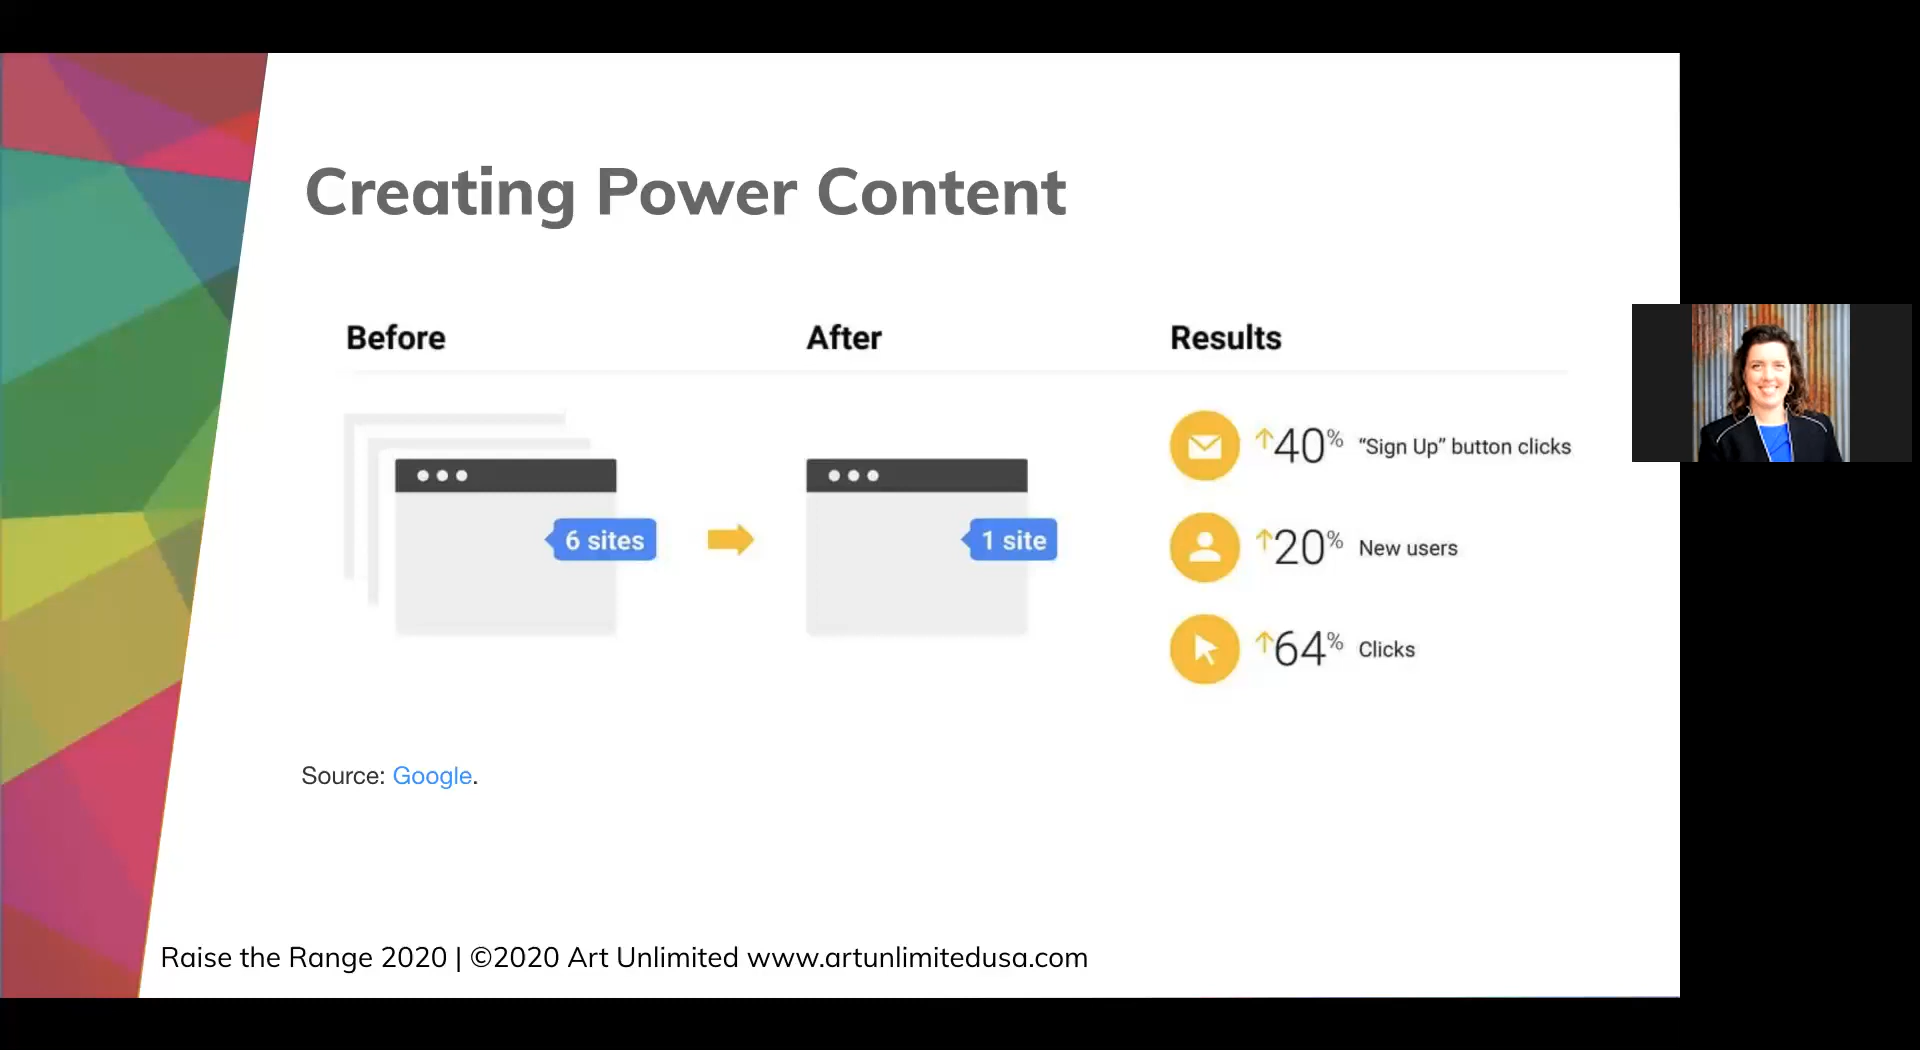 Creating Power Content
Before
After
Results
6 sites
1 site
↑40% “Sign Up” button clicks
↑20% New users
↑64% Clicks
Source: Google.
Raise the Range 2020 | ©2020 Art Unlimited www.artunlimitedusa.com